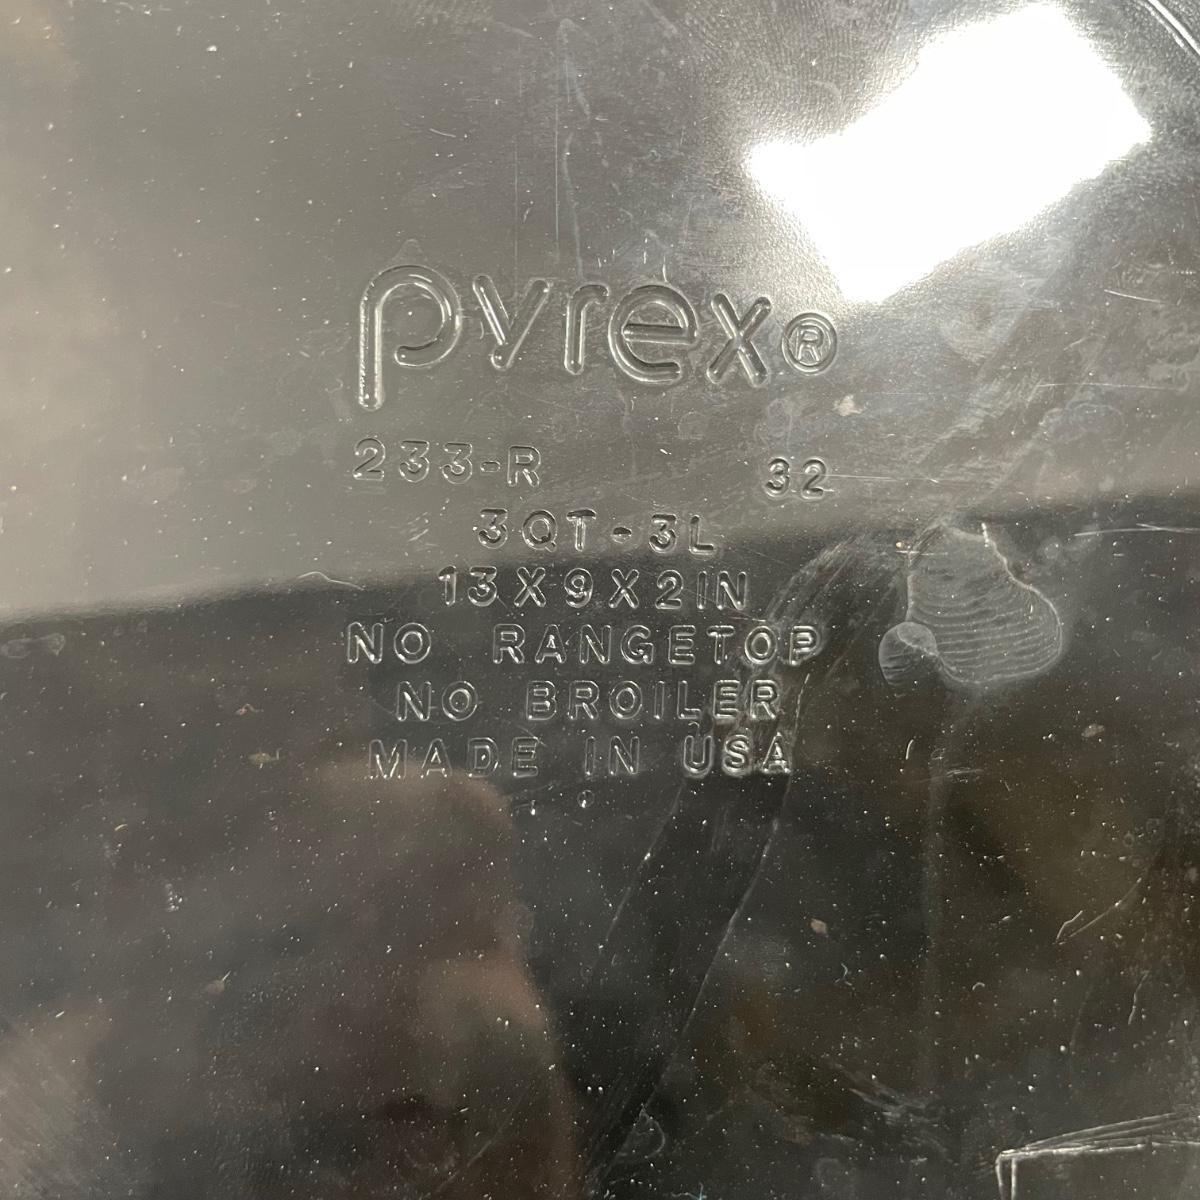 pyrex®
233-R 32
3QT-3L
13X9X2IN
NO RANGETOP
NO BROILER
MADE IN USA